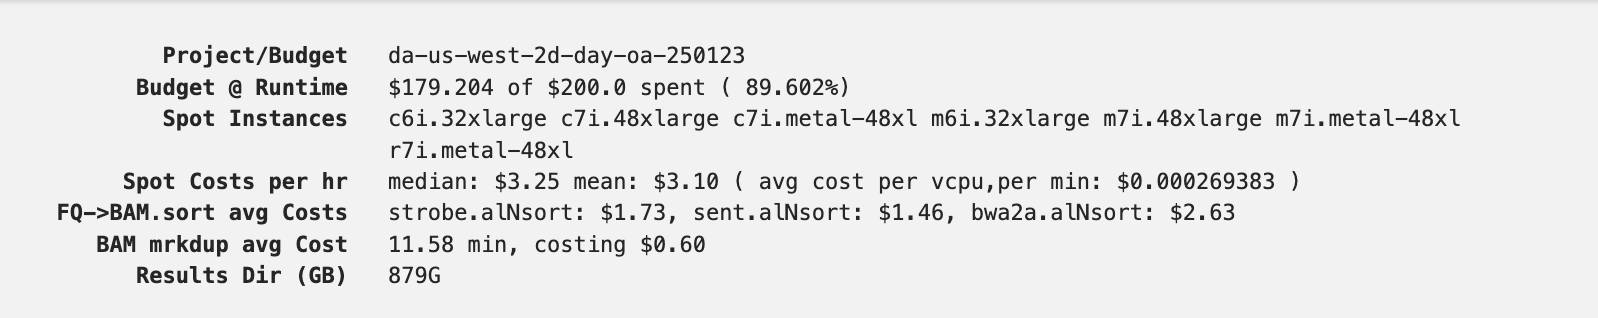 Project/Budget da-us-west-2d-day-oa-250123
Budget @ Runtime $179.204 of $200.0 spent ( 89.602%)
Spot Instances c6i.32xlarge c7i.48xlarge c7i.metal-48xl m6i.32xlarge m7i.48xlarge m7i.metal-48xl
r7i.metal-48xl
Spot Costs per hr median: $3.25 mean: $3.10 ( avg cost per vcpu,per min: $0.000269383 )
FQ->BAM.sort avg Costs strobe.alNsort: $1.73, sent.alNsort: $1.46, bwa2a.alNsort: $2.63
BAM mrkdup avg Cost 11.58 min, costing $0.60
Results Dir (GB) 879G